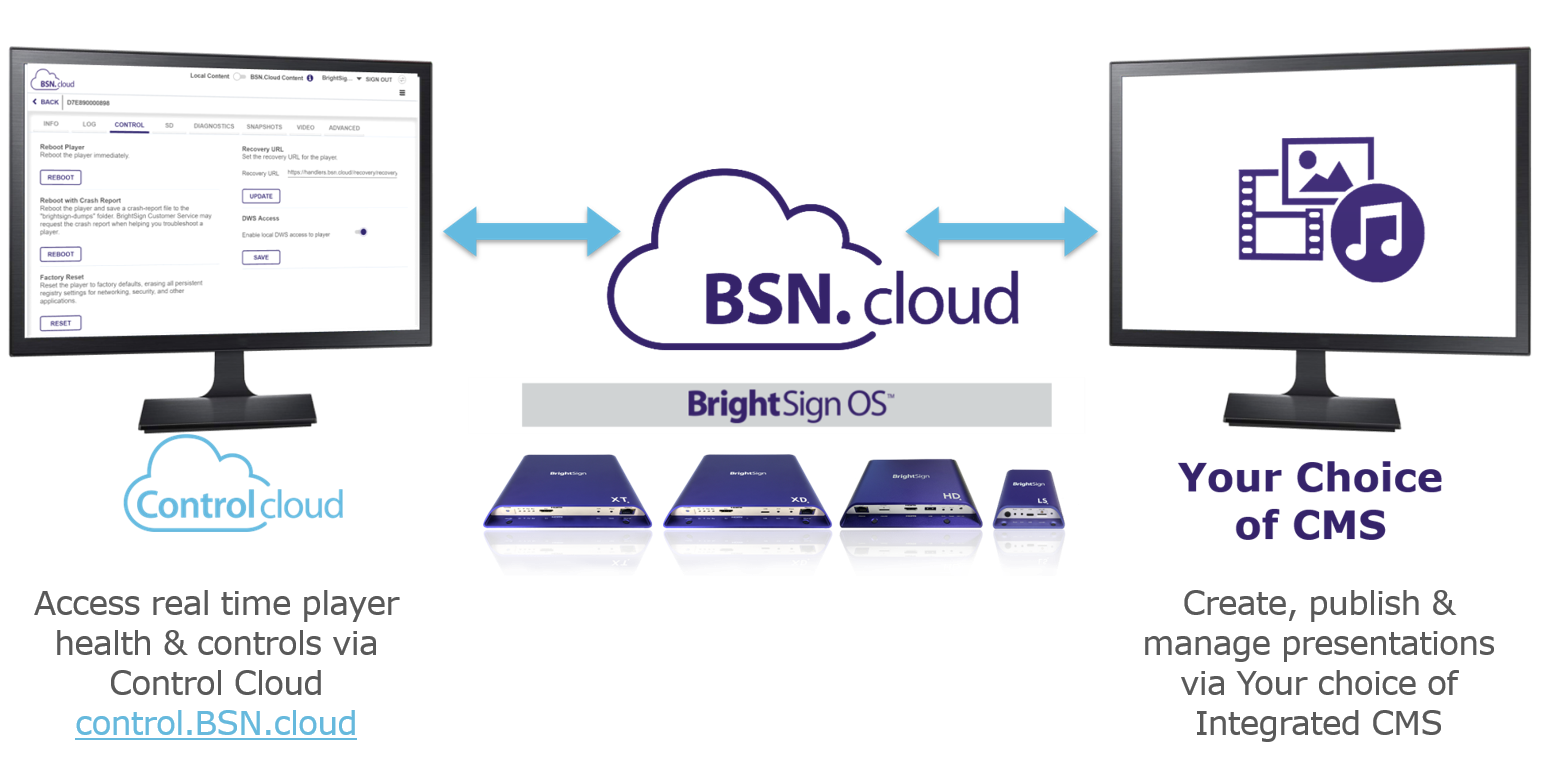 BSN.cloud
Local Content BSN.Cloud Content BrightSig... SIGN OUT
BACK D7E890000898
INFO LOG CONTROL SD DIAGNOSTICS SNAPSHOTS VIDEO ADVANCED
Reboot Player
Reboot the player immediately.
REBOOT
Reboot with Crash Report
Reboot the player and save a crash-report file to the
"brightsign-dumps" folder. BrightSign Customer Service may
request the crash report when helping you troubleshoot a
player.
REBOOT
Factory Reset
Reset the player to factory defaults, erasing all persistent
registry settings for networking, security, and other
applications.
RESET
Recovery URL
Set the recovery URL for the player.
Recovery URL https://handlers.bsn.cloud/recovery/recovery
UPDATE
DWS Access
Enable local DWS access to player
SAVE
BSN.cloud
BrightSign OS™
BrightSign XT
BrightSign XD
BrightSign HD
BrightSign LS
Control cloud
Access real time player
health & controls via
Control Cloud
control.BSN.cloud
Your Choice
of CMS
Create, publish &
manage presentations
via Your choice of
Integrated CMS